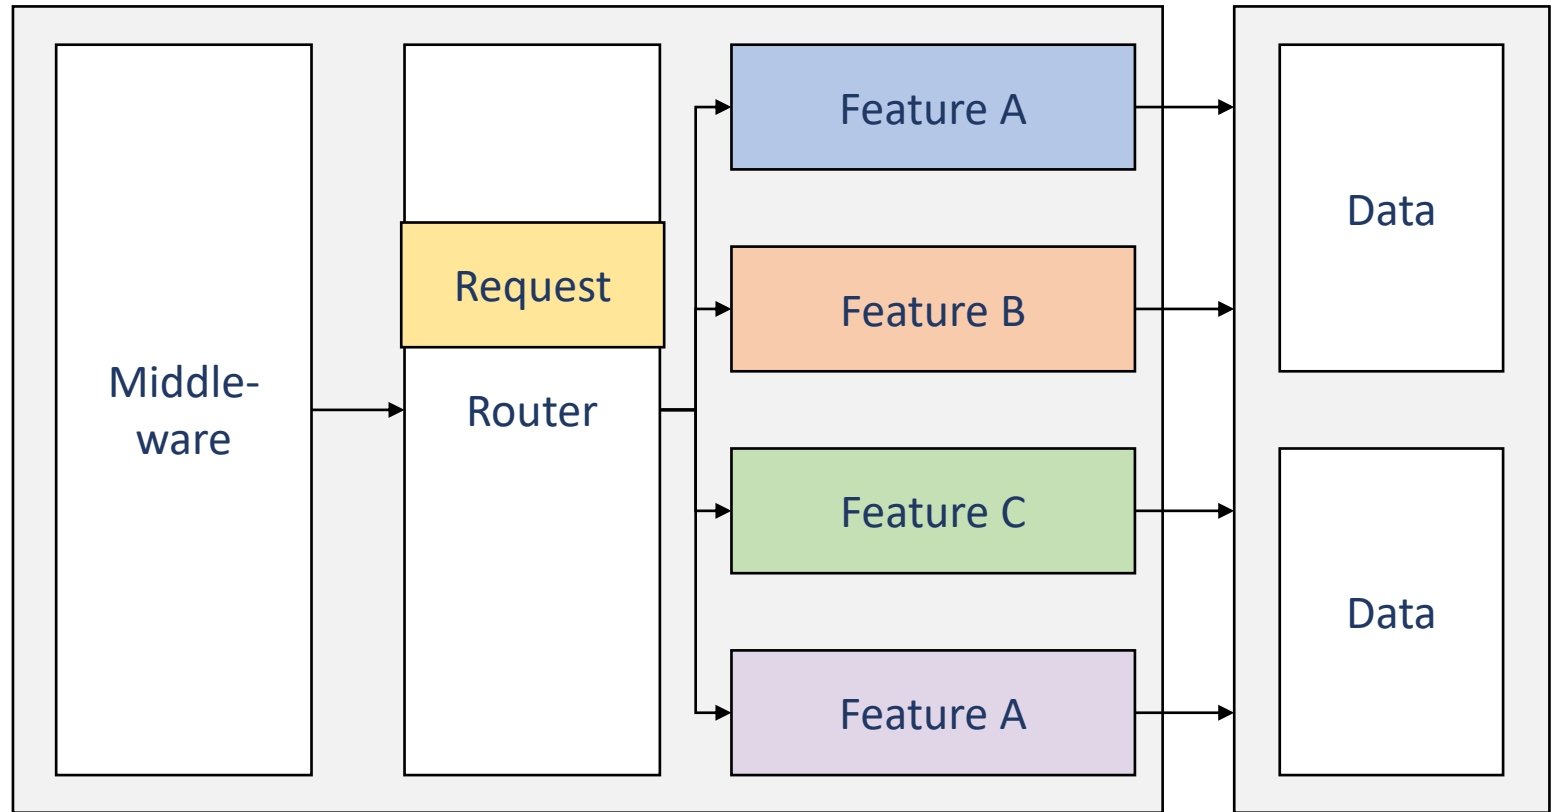 Middle-
ware
Request
Router
Feature A
Feature B
Feature C
Feature A
Data
Data